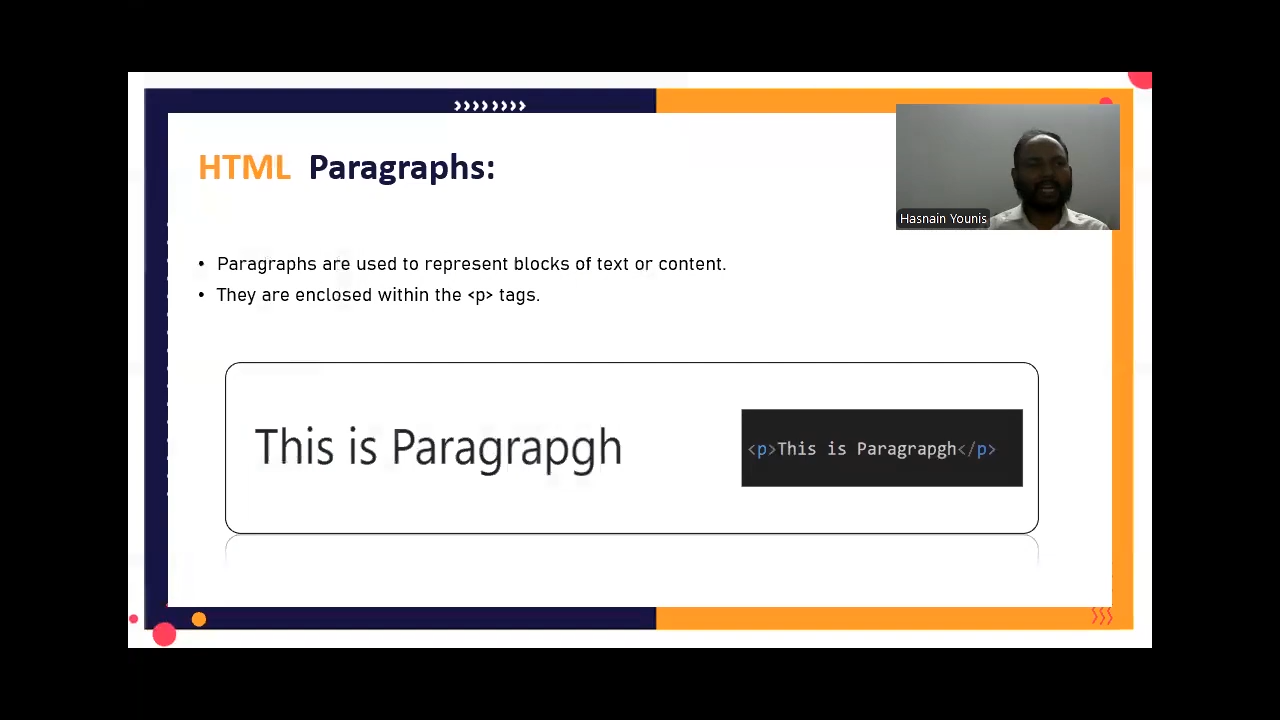 HTML Paragraphs:
Hasnain Younis
• Paragraphs are used to represent blocks of text or content.
• They are enclosed within the <p> tags.
This is Paragrapgh
<p>This is Paragrapgh</p>